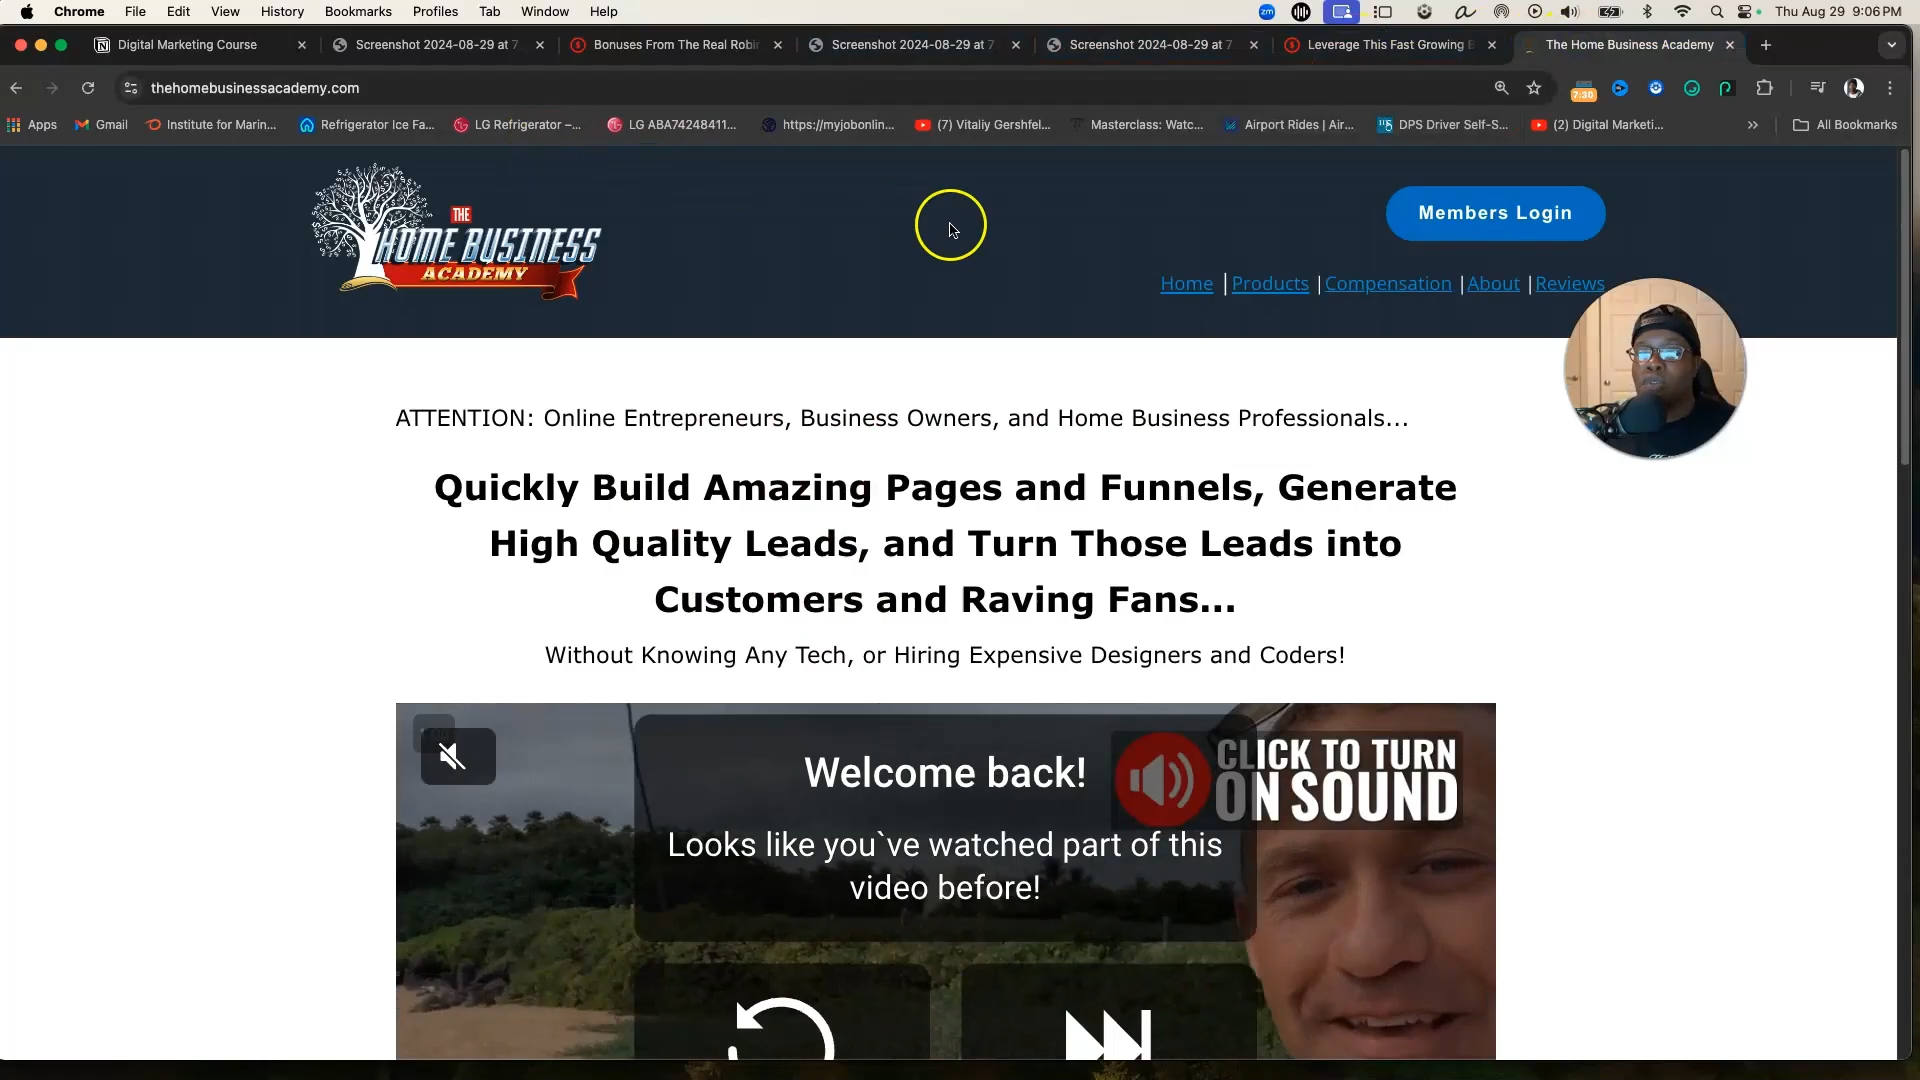 Chrome File Edit View History Bookmarks Profiles Tab Window Help
zm
Thu Aug 29 9:06 PM
Digital Marketing Course
Screenshot 2024-08-29 at 7
Bonuses From The Real Robi
Screenshot 2024-08-29 at 7
Screenshot 2024-08-29 at 7
Leverage This Fast Growing B
The Home Business Academy
thehomebusinessacademy.com
7:30
Apps
Gmail
Institute for Marin...
Refrigerator Ice Fa...
LG Refrigerator –...
LG ABA74248411...
https://myjobonlin...
(7) Vitaliy Gershfel...
Masterclass: Watc...
Airport Rides | Air...
DPS Driver Self-S...
(2) Digital Marketi...
All Bookmarks
THE
HOME BUSINESS
ACADEMY
Members Login
Home | Products | Compensation | About | Reviews
ATTENTION: Online Entrepreneurs, Business Owners, and Home Business Professionals...
Quickly Build Amazing Pages and Funnels, Generate
High Quality Leads, and Turn Those Leads into
Customers and Raving Fans...
Without Knowing Any Tech, or Hiring Expensive Designers and Coders!
Welcome back!
CLICK TO TURN
ON SOUND
Looks like you`ve watched part of this
video before!